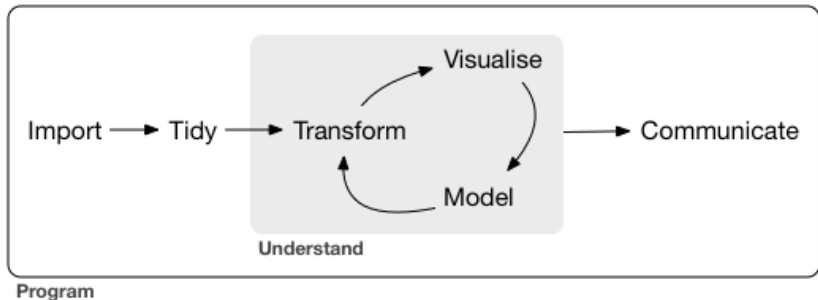 Visualise
Import Tidy Transform Communicate
Model
Understand
Program